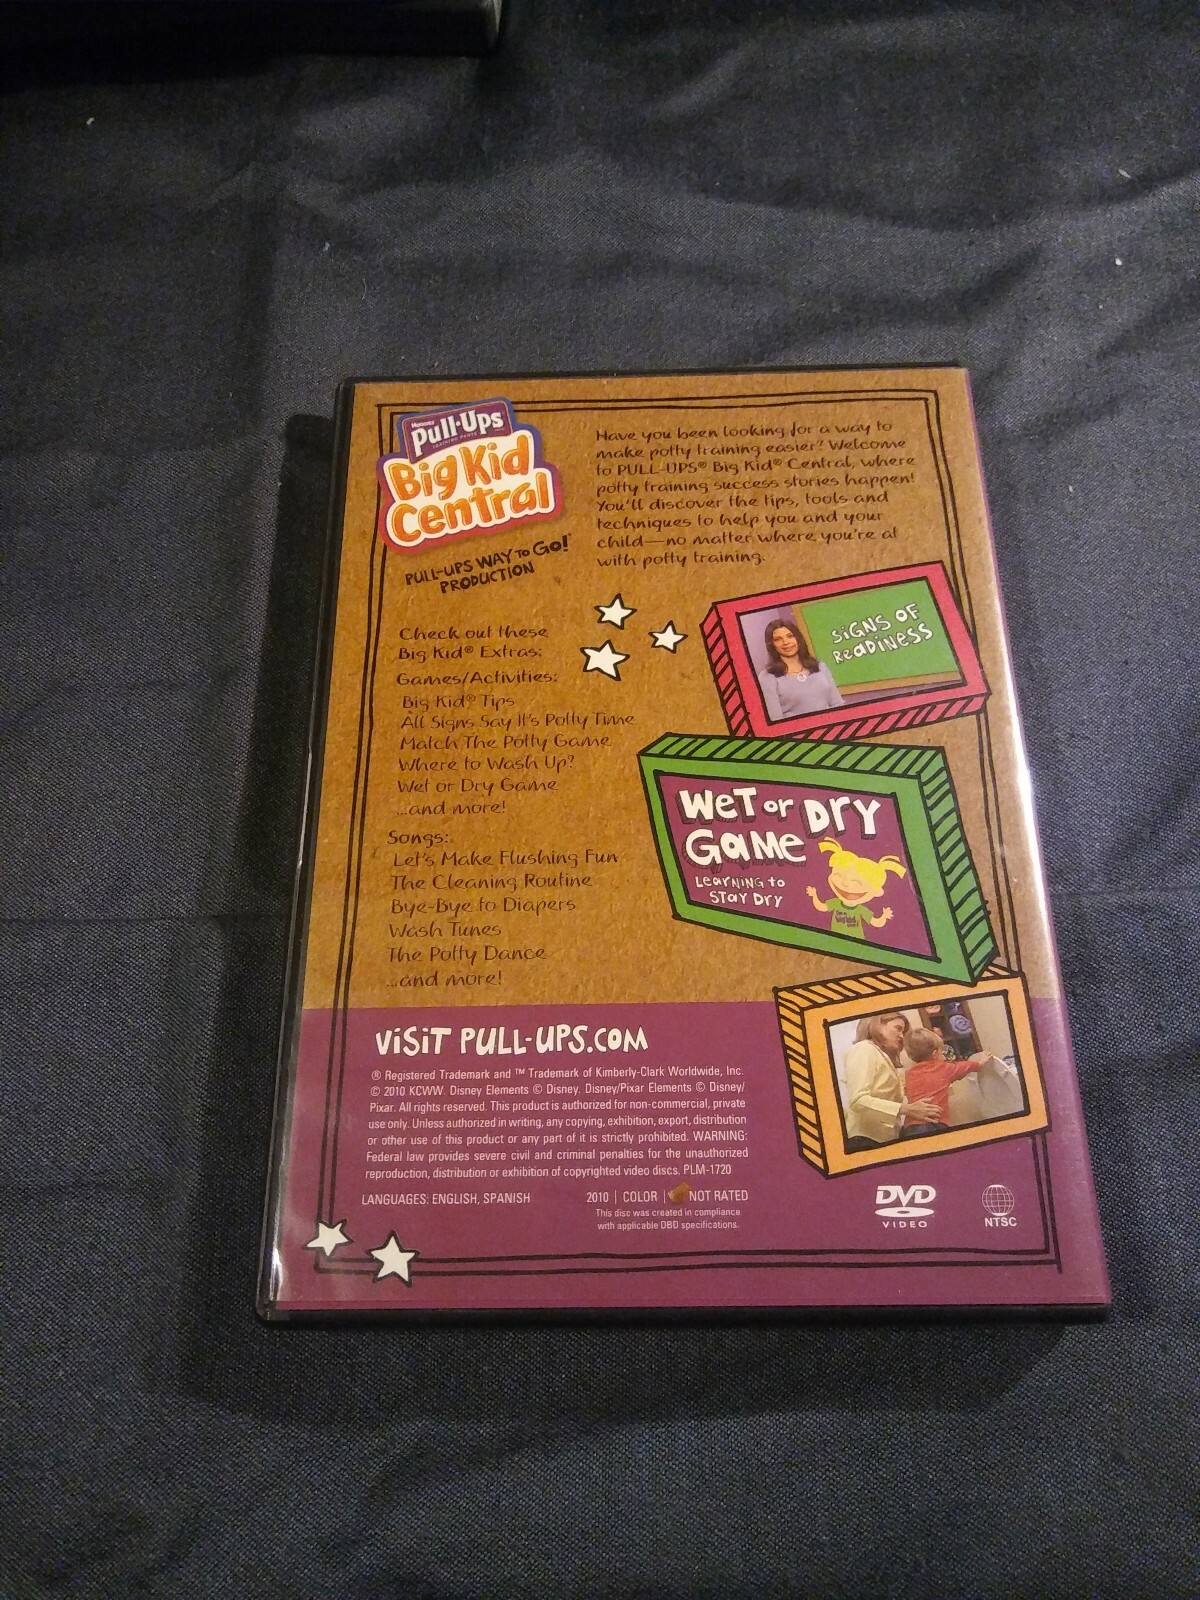 Huggies
Pull-Ups
TRAINING PANTS
Big Kid
Central
PULL-UPS WAY TO GO!
PRODUCTION
Have you been looking for a way to
make potty training easier? Welcome
to PULL-UPS® Big Kid® Central, where
potty training success stories happen!
You'll discover the tips, tools and
techniques to help you and your
child—no matter where you're at
with potty training.
Check out these
Big Kid® Extras:
Games/Activities:
Big Kid® Tips
All Signs Say It's Potty Time
Match The Potty Game
Where to Wash Up?
Wet or Dry Game
...and more!
Songs:
Let's Make Flushing Fun
The Cleaning Routine
Bye-Bye to Diapers
Wash Tunes
The Potty Dance
...and more!
SiGNS OF
ReaDiNESS
WeT or DRY
GaMe
LearNiNG to
STaY DrY
ViSiT PULL-UPS.COM
® Registered Trademark and ™ Trademark of Kimberly-Clark Worldwide, Inc.
© 2010 KCWW. Disney Elements © Disney. Disney/Pixar Elements © Disney/
Pixar. All rights reserved. This product is authorized for non-commercial, private
use only. Unless authorized in writing, any copying, exhibition, export, distribution
or other use of this product or any part of it is strictly prohibited. WARNING:
Federal law provides severe civil and criminal penalties for the unauthorized
reproduction, distribution or exhibition of copyrighted video discs. PLM-1720
LANGUAGES: ENGLISH, SPANISH
2010 | COLOR | NOT RATED
This disc was created in compliance
with applicable DBD specifications.
DVD
VIDEO
NTSC